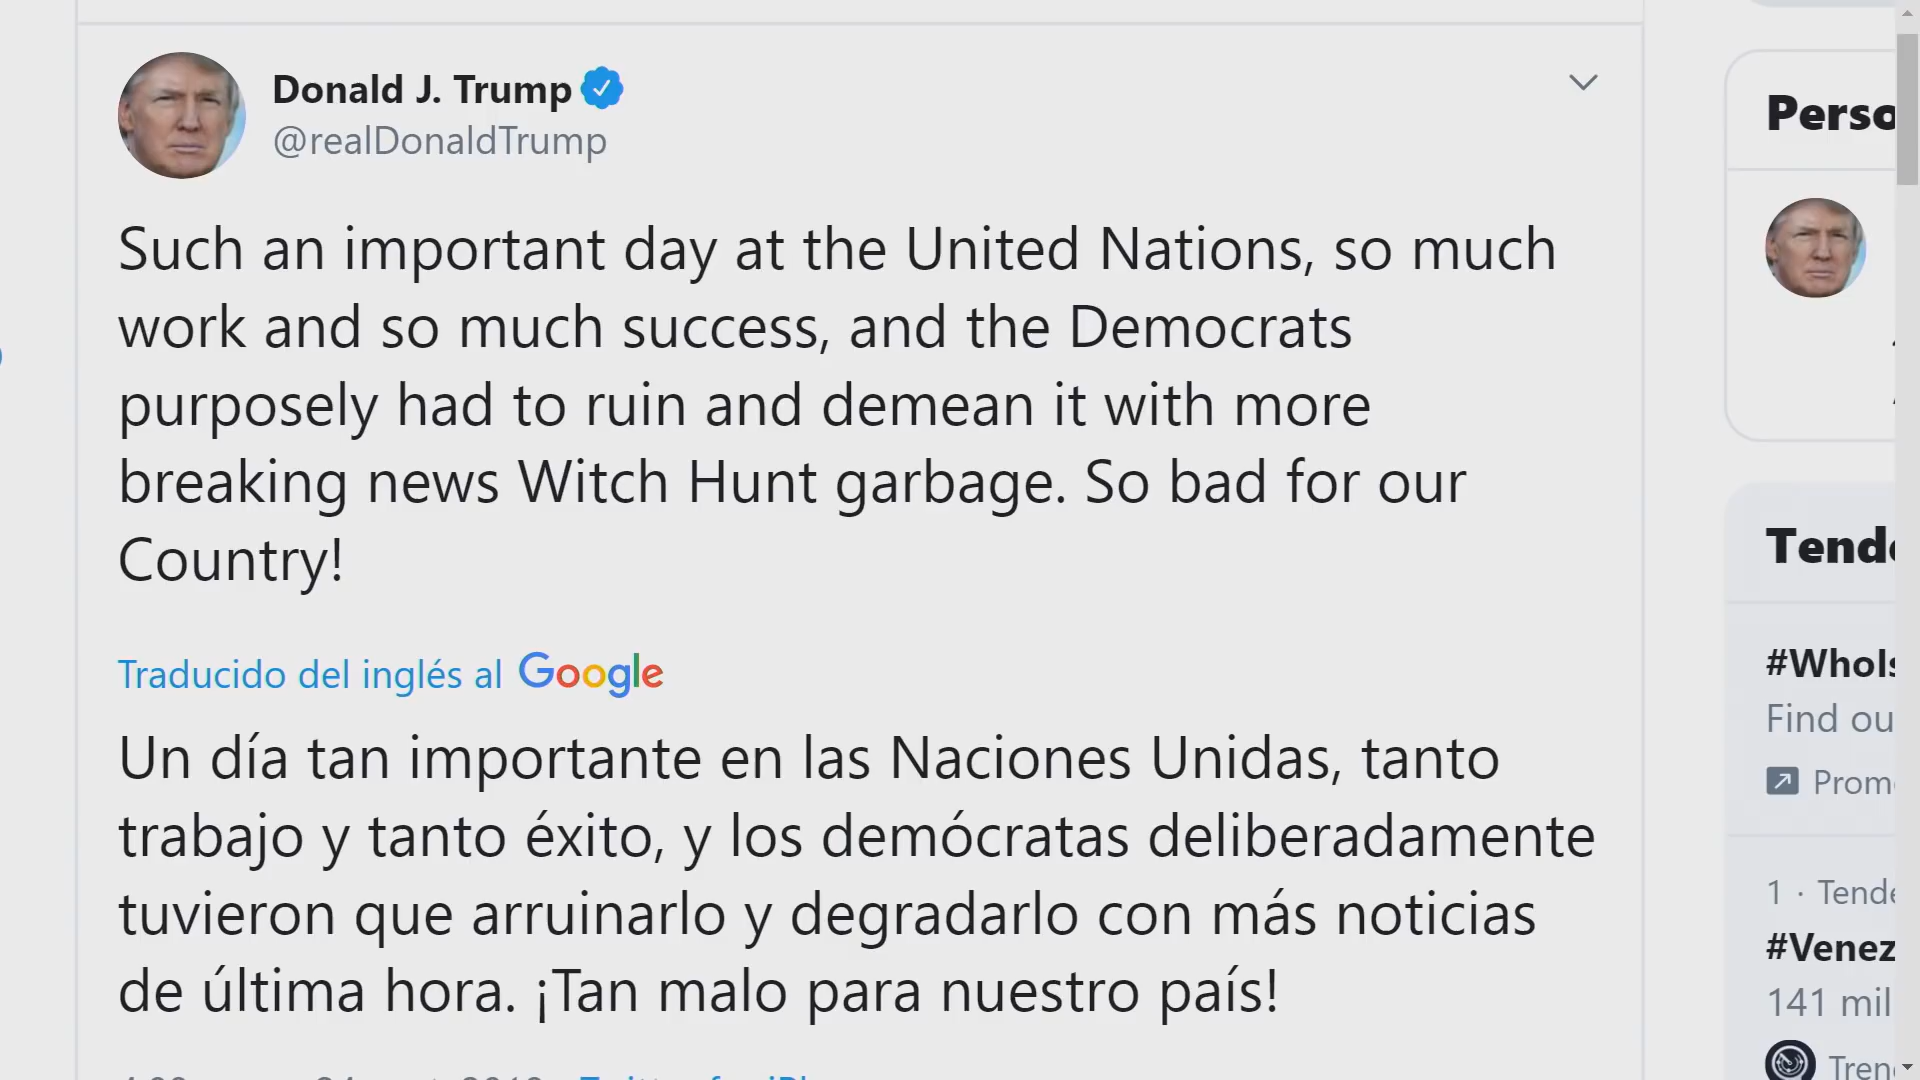 Donald J. Trump
@realDonaldTrump
Such an important day at the United Nations, so much
work and so much success, and the Democrats
purposely had to ruin and demean it with more
breaking news Witch Hunt garbage. So bad for our
Country!
Traducido del inglés al Google
Un día tan importante en las Naciones Unidas, tanto
trabajo y tanto éxito, y los demócratas deliberadamente
tuvieron que arruinarlo y degradarlo con más noticias
de última hora. ¡Tan malo para nuestro país!
Perso
Tende
#WhoIs
Find ou
Prom
1 · Tende
#Venez
141 mil
Tren